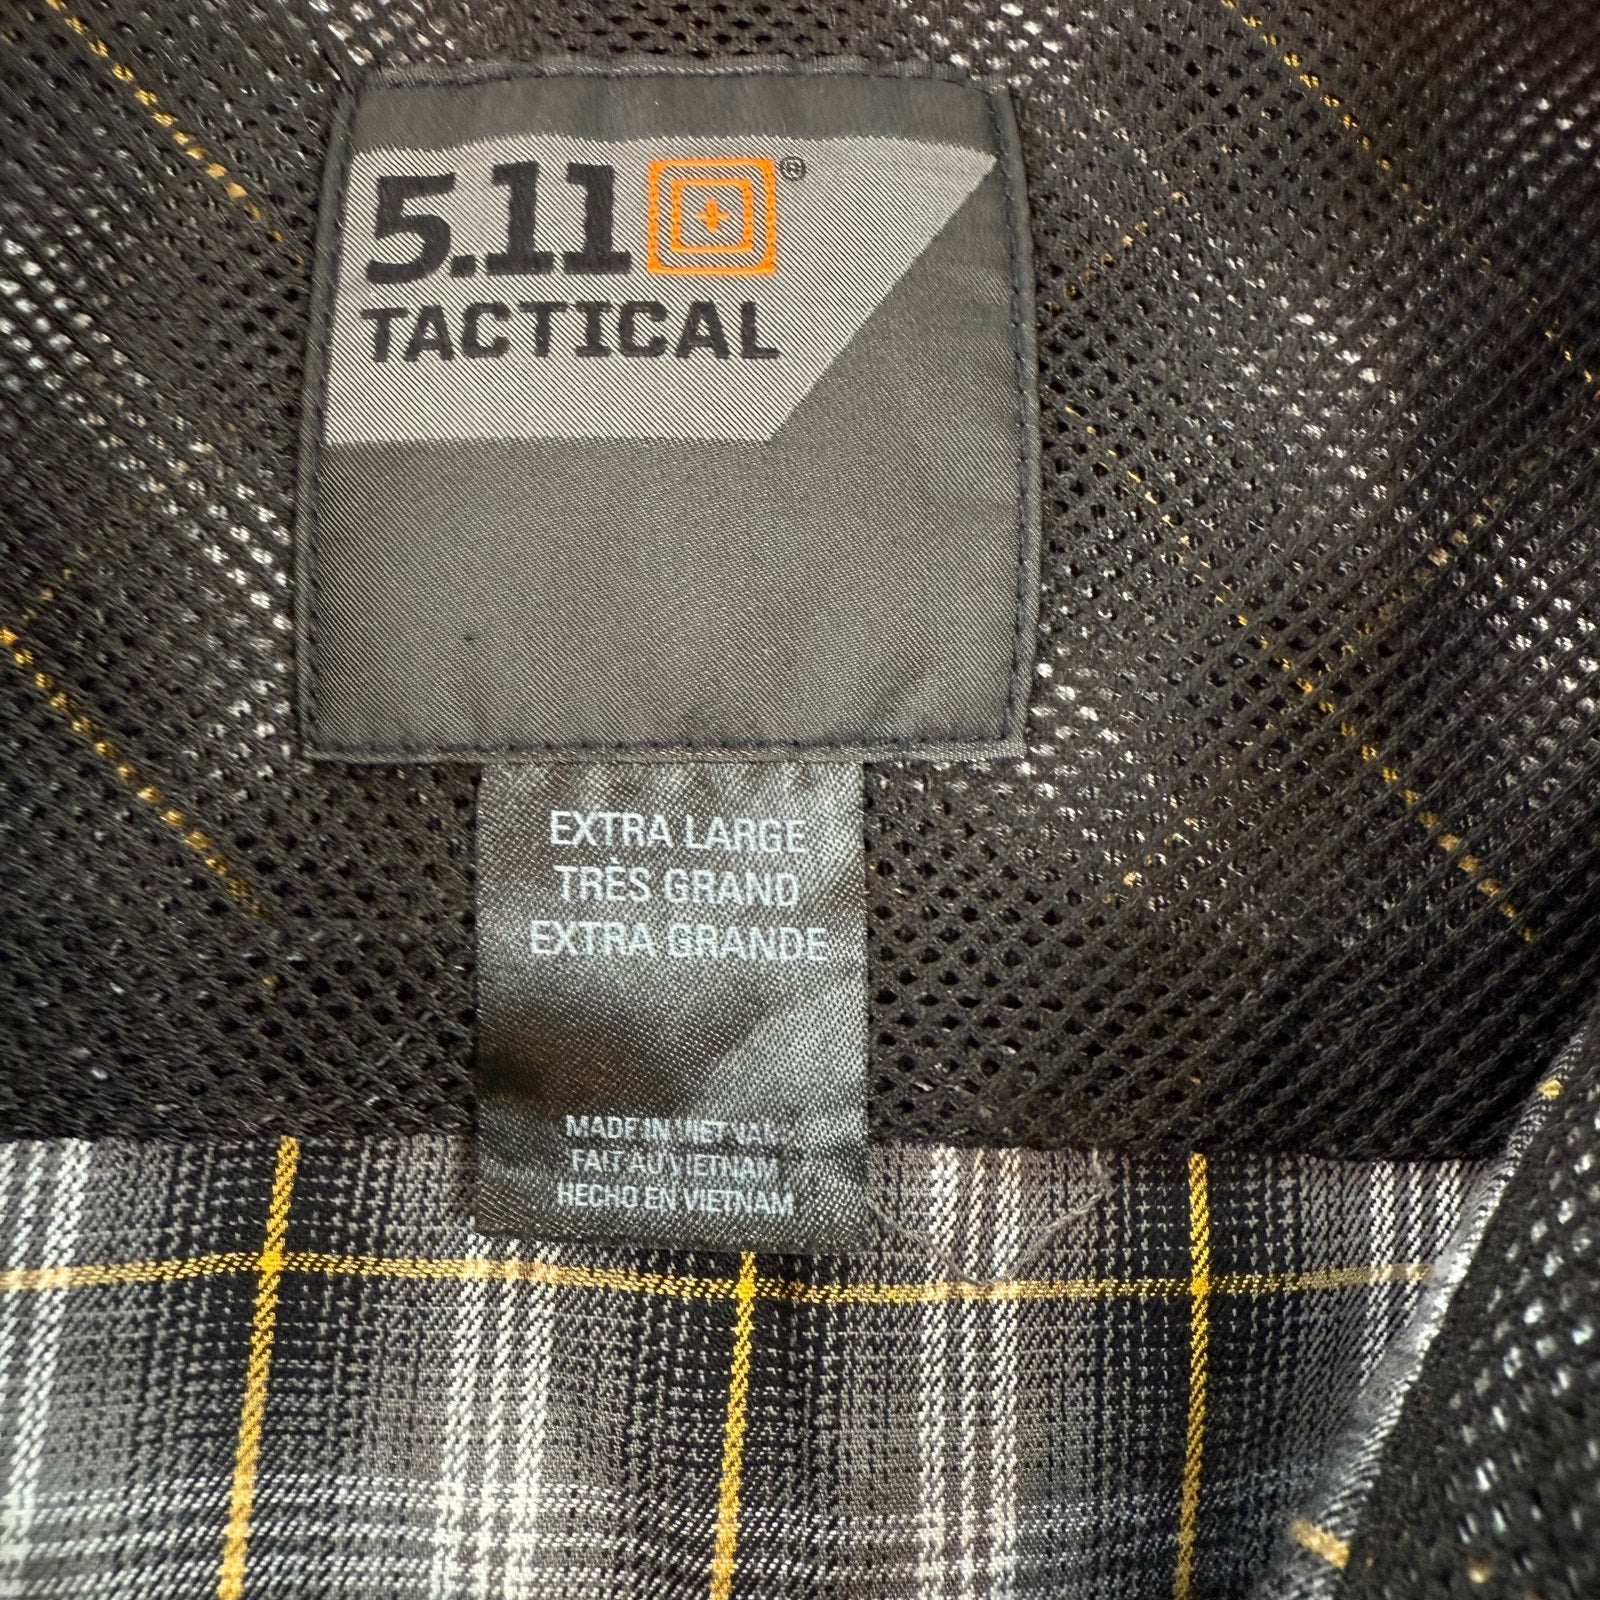 5.11®
TACTICAL
EXTRA LARGE
TRÈS GRAND
EXTRA GRANDE
MADE IN VIETNAM
FAIT AU VIETNAM
HECHO EN VIETNAM